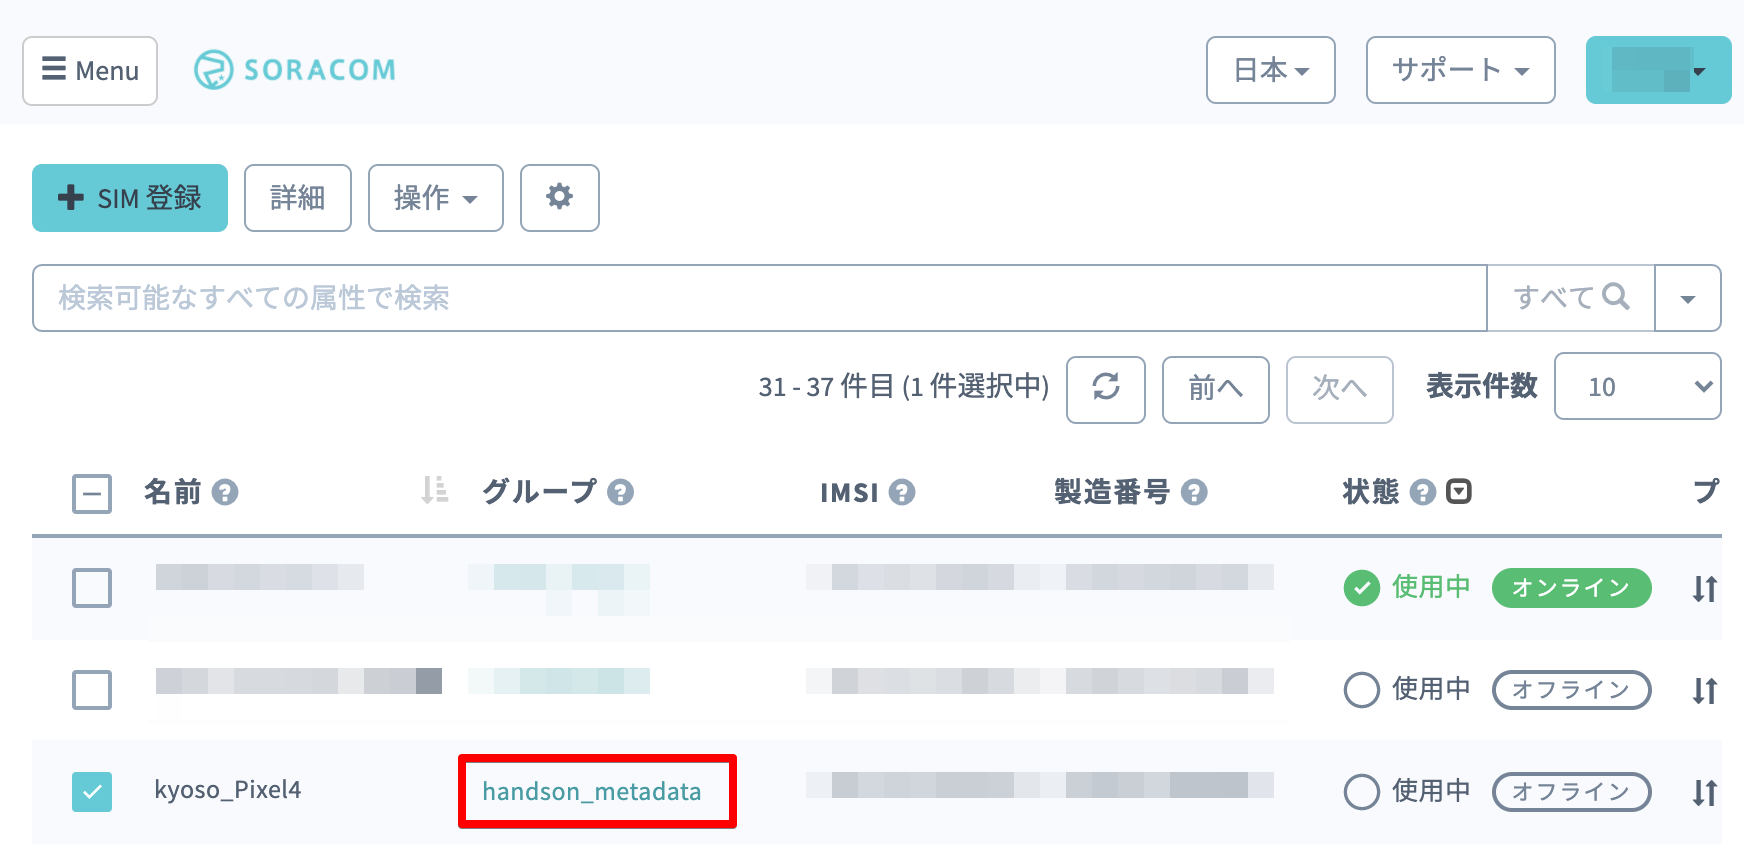 Menu SORACOM 日本 サポート
SIM 登録 詳細 操作
検索可能なすべての属性で検索 すべて
31 - 37 件目 (1 件選択中) 前へ 次へ 表示件数 10
名前 ? グループ ? IMSI ? 製造番号 ? 状態 ? プ
使用中 オンライン
使用中 オフライン
kyoso_Pixel4 handson_metadata 使用中 オフライン